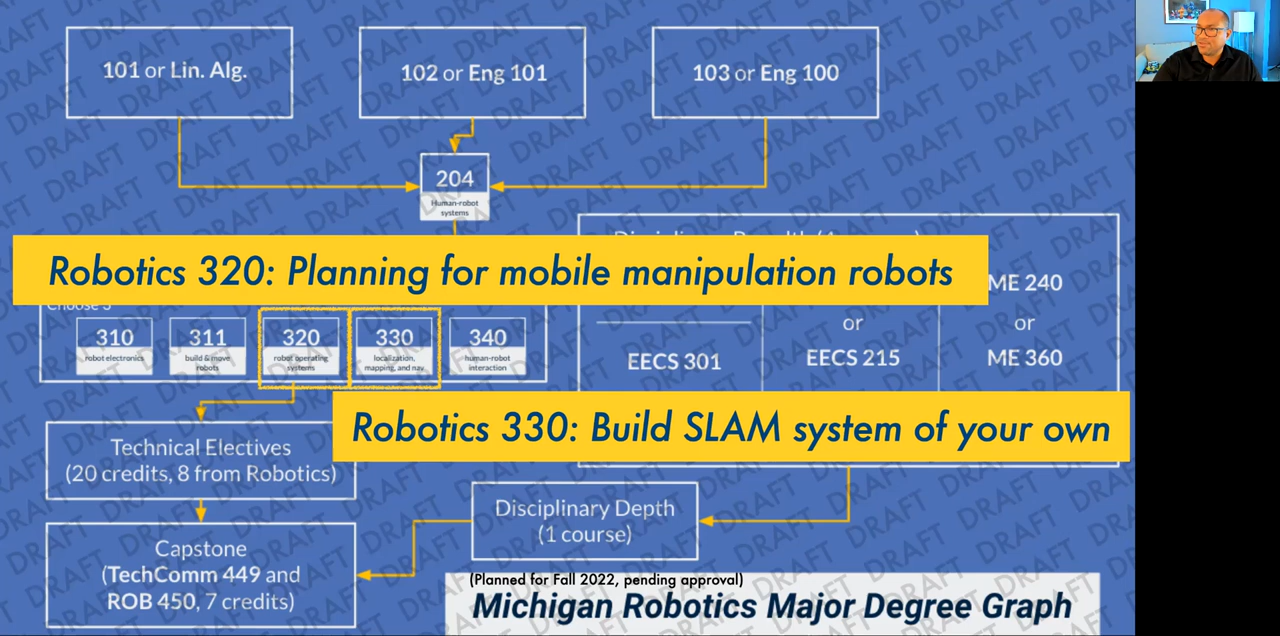 101 or Lin. Alg.
102 or Eng 101
103 or Eng 100
204
Human-robot
systems
Robotics 320: Planning for mobile manipulation robots
Choose 3
310
robot electronics
311
build & move
robots
320
robot operating
systems
330
localization,
mapping, and nav
340
human-robot
interaction
EECS 301
or
EECS 215
ME 240
or
ME 360
Robotics 330: Build SLAM system of your own
Technical Electives
(20 credits, 8 from Robotics)
Disciplinary Depth
(1 course)
Capstone
(TechComm 449 and
ROB 450, 7 credits)
(Planned for Fall 2022, pending approval)
Michigan Robotics Major Degree Graph
DRAFT